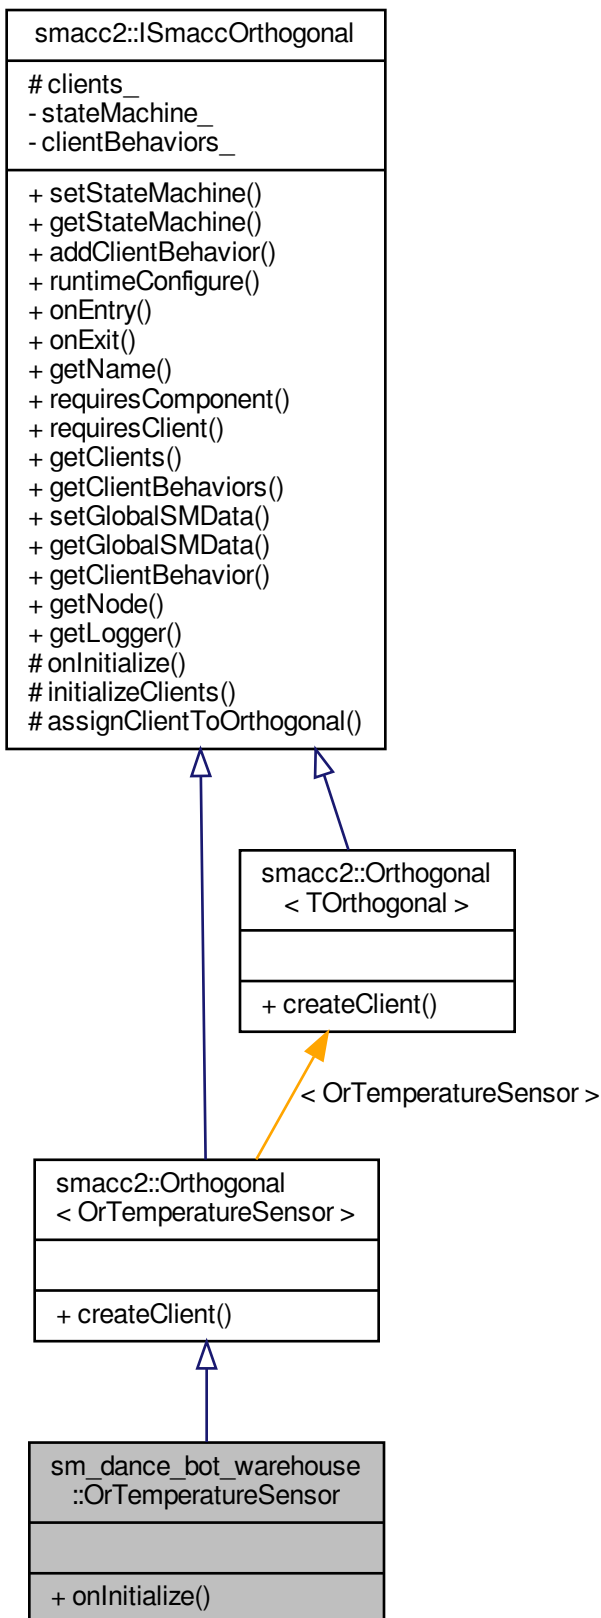 smacc2::ISmaccOrthogonal
# clients_
- stateMachine_
- clientBehaviors_
+ setStateMachine()
+ getStateMachine()
+ addClientBehavior()
+ runtimeConfigure()
+ onEntry()
+ onExit()
+ getName()
+ requiresComponent()
+ requiresClient()
+ getClients()
+ getClientBehaviors()
+ setGlobalSMData()
+ getGlobalSMData()
+ getClientBehavior()
+ getNode()
+ getLogger()
# onInitialize()
# initializeClients()
# assignClientToOrthogonal()
smacc2::Orthogonal
< TOrthogonal >
+ createClient()
< OrTemperatureSensor >
smacc2::Orthogonal
< OrTemperatureSensor >
+ createClient()
sm_dance_bot_warehouse
::OrTemperatureSensor
+ onInitialize()